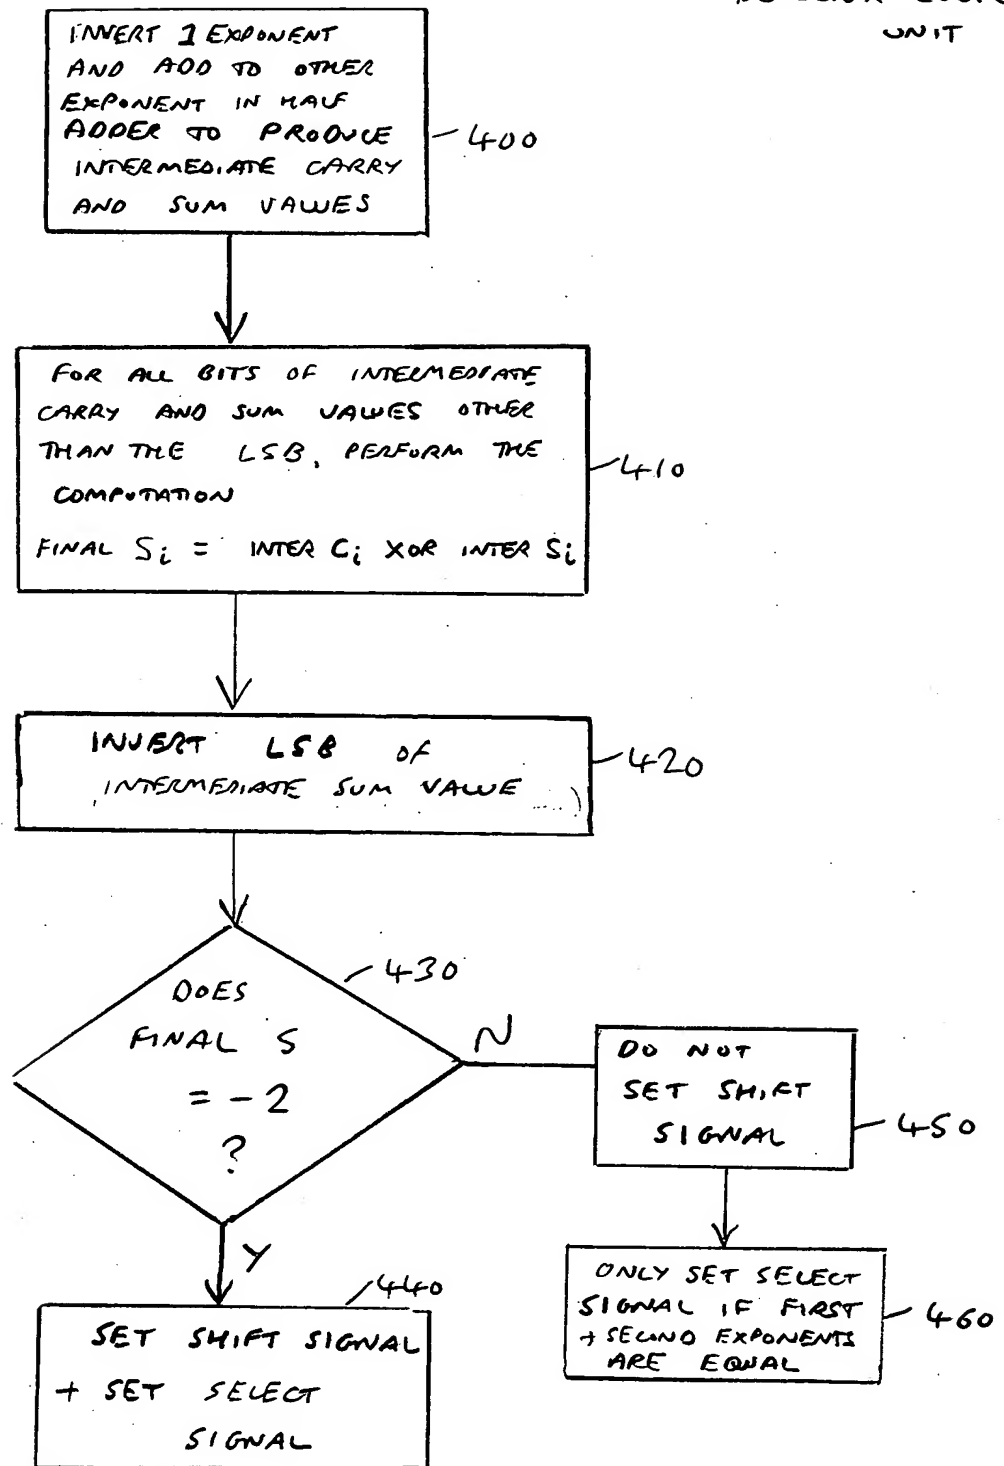 UNIT
INVERT 1 EXPONENT
AND ADD TO OTHER
EXPONENT IN HALF
ADDER TO PRODUCE
INTERMEDIATE CARRY
AND SUM VALUES
400
FOR ALL BITS OF INTERMEDIATE
CARRY AND SUM VALUES OTHER
THAN THE LSB, PERFORM THE
COMPUTATION
FINAL Si = INTER Ci XOR INTER Si
410
INVERT LSB OF
INTERMEDIATE SUM VALUE
420
DOES
FINAL S
= -2
?
430
N
Y
DO NOT
SET SHIFT
SIGNAL
450
440
SET SHIFT SIGNAL
+ SET SELECT
SIGNAL
ONLY SET SELECT
SIGNAL IF FIRST
+ SECOND EXPONENTS
ARE EQUAL
460